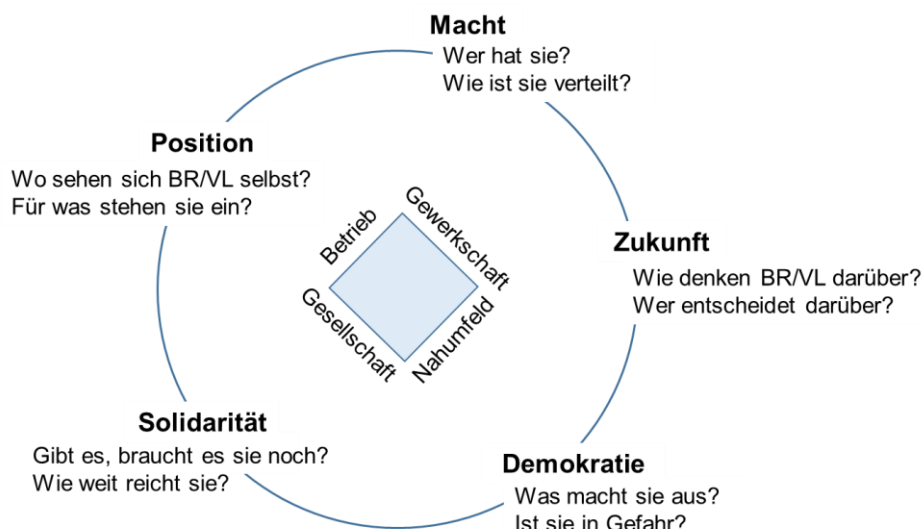 Macht
Wer hat sie?
Wie ist sie verteilt?
Position
Wo sehen sich BR/VL selbst?
Für was stehen sie ein?
Betrieb
Gewerkschaft
Zukunft
Wie denken BR/VL darüber?
Wer entscheidet darüber?
Gesellschaft
Nahumfeld
Solidarität
Gibt es, braucht es sie noch?
Wie weit reicht sie?
Demokratie
Was macht sie aus?
Ist sie in Gefahr?